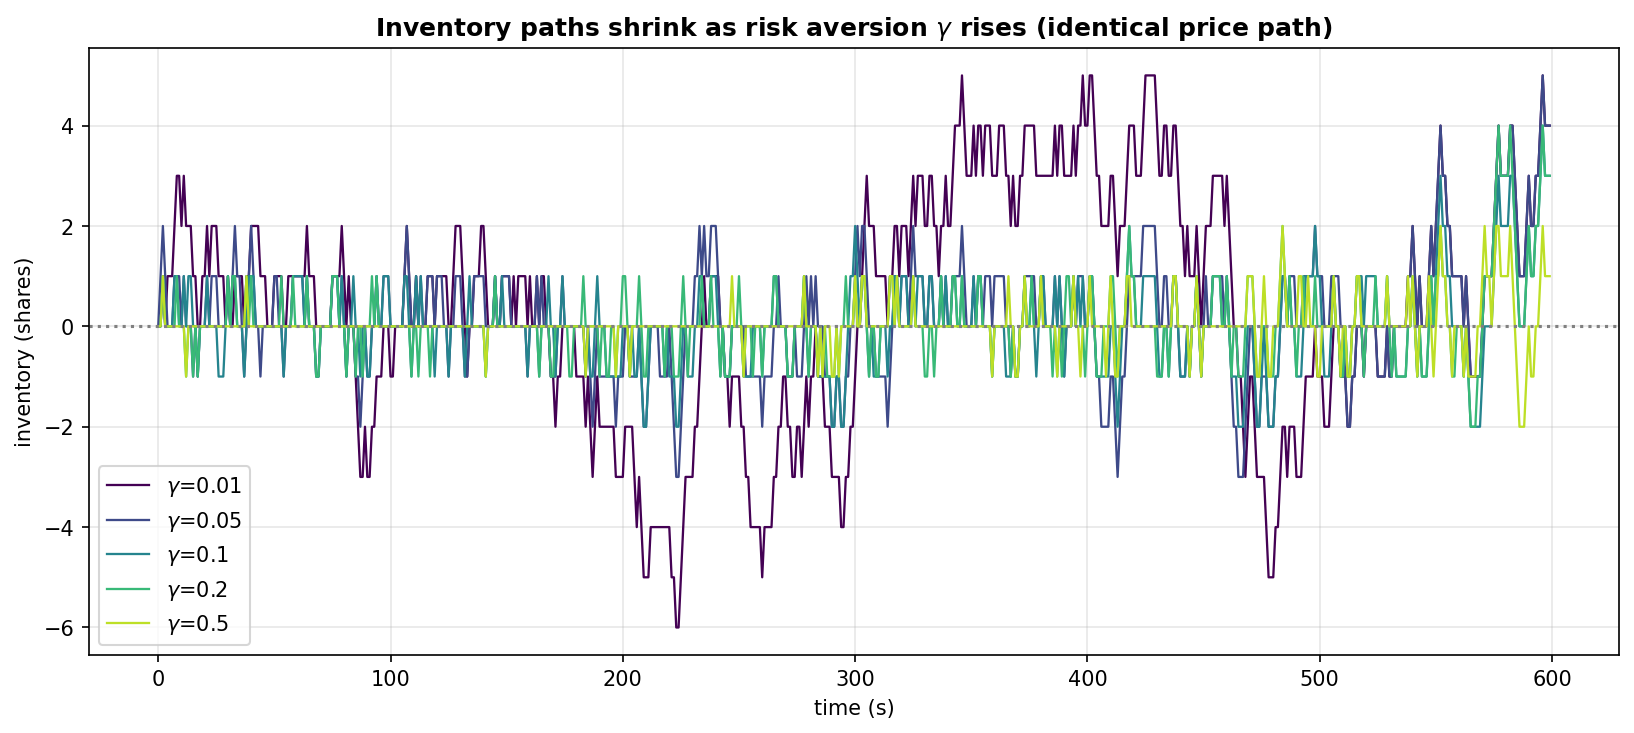 Inventory paths shrink as risk aversion γ rises (identical price path)
inventory (shares)
4
2
0
−2
−4
−6
γ=0.01
γ=0.05
γ=0.1
γ=0.2
γ=0.5
0 100 200 300 400 500 600
time (s)